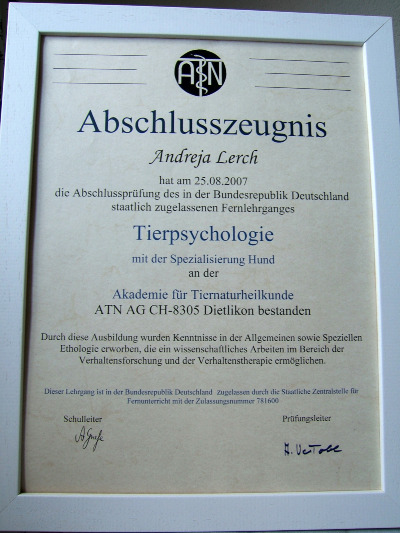 ATN
Abschlusszeugnis
Andreja Lerch
hat am 25.08.2007
die Abschlussprüfung des in der Bundesrepublik Deutschland
staatlich zugelassenen Fernlehrganges
Tierpsychologie
mit der Spezialisierung Hund
an der
Akademie für Tiernaturheilkunde
ATN AG CH-8305 Dietlikon bestanden
Durch diese Ausbildung wurden Kenntnisse in der Allgemeinen sowie Speziellen
Ethologie erworben, die ein wissenschaftliches Arbeiten im Bereich der
Verhaltensforschung und der Verhaltenstherapie ermöglichen.
Dieser Lehrgang ist in der Bundesrepublik Deutschland zugelassen durch die Staatliche Zentralstelle für
Fernunterricht mit der Zulassungsnummer 781600
Schulleiter Prüfungsleiter